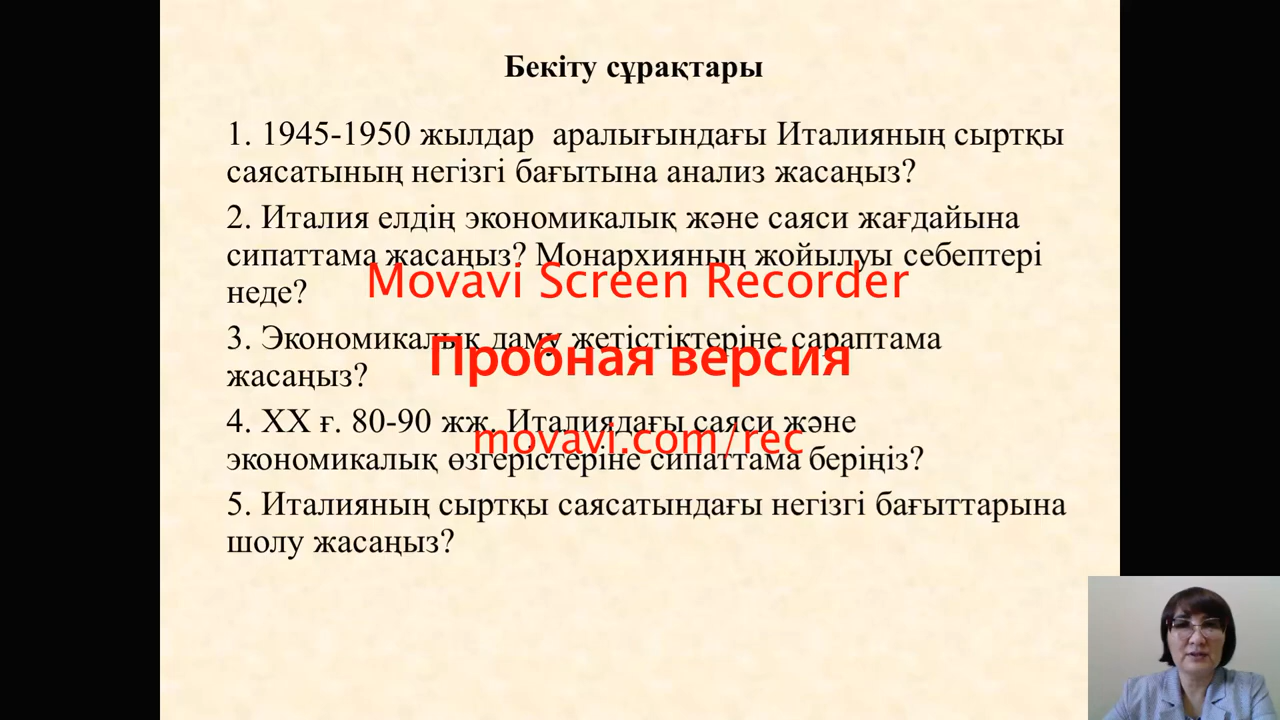 Бекіту сұрақтары
1. 1945-1950 жылдар аралығындағы Италияның сыртқы
саясатының негізгі бағытына анализ жасаңыз?
2. Италия елдің экономикалық және саяси жағдайына
сипаттама жасаңыз? Монархияның жойылуы себептері
неде?
Movavi Screen Recorder
3. Экономикалық даму жетістіктеріне сараптама
жасаңыз?
Пробная версия
4. XX ғ. 80-90 жж. Италиядағы саяси және
movavi.com/rec
экономикалық өзгерістеріне сипаттама беріңіз?
5. Италияның сыртқы саясатындағы негізгі бағыттарына
шолу жасаңыз?